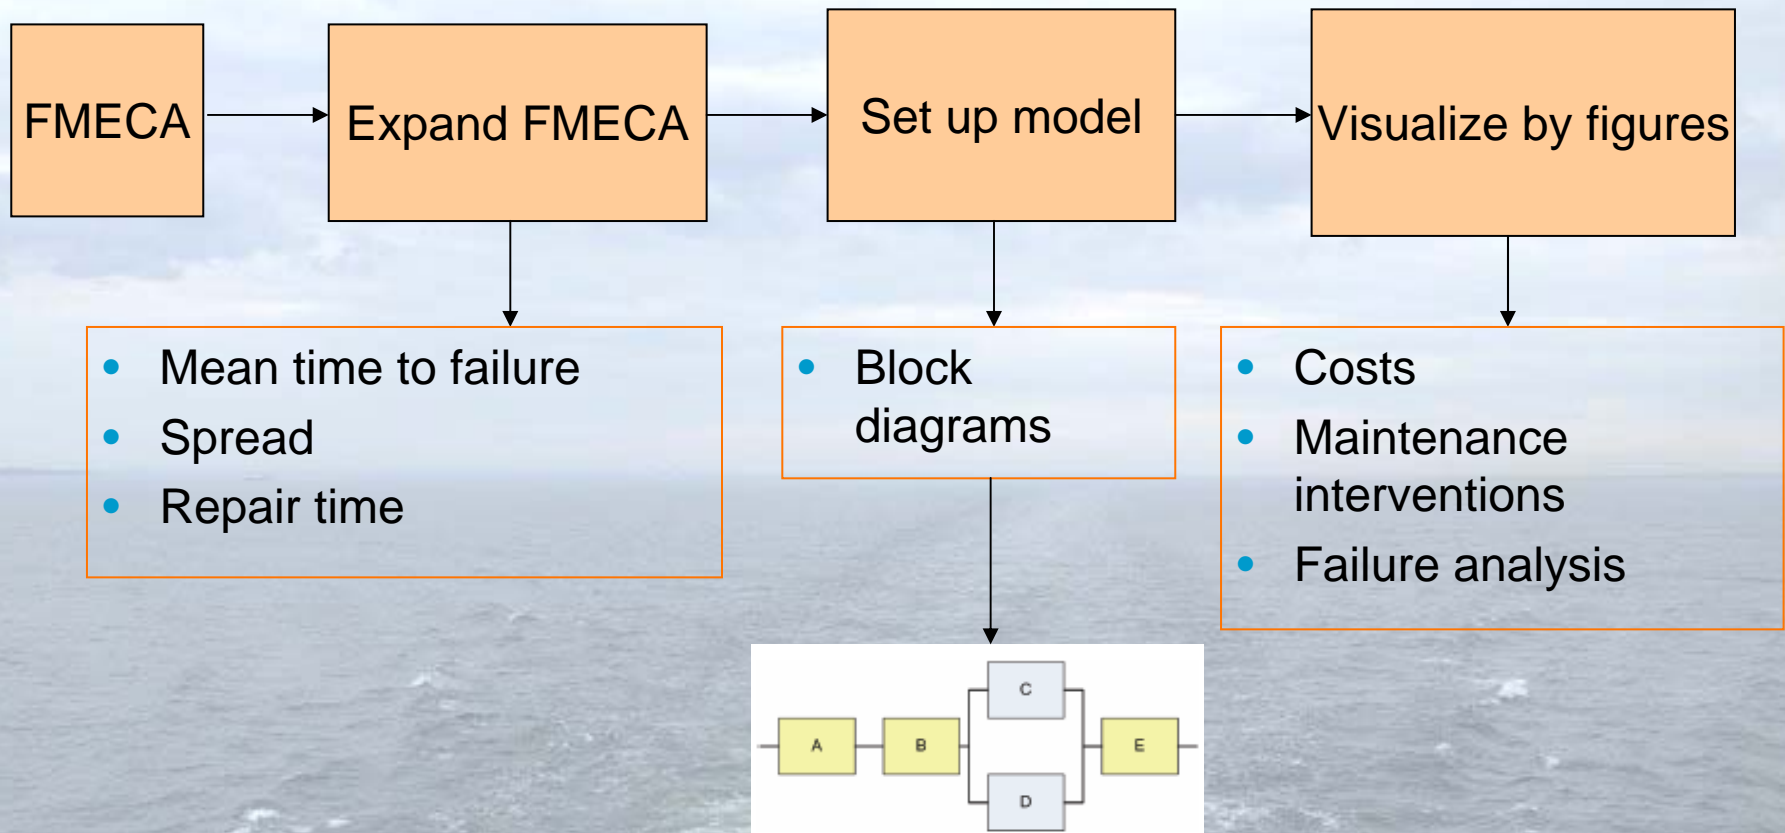 FMECA
Expand FMECA
Set up model
Visualize by figures
Mean time to failure
Spread
Repair time
Block
diagrams
Costs
Maintenance
interventions
Failure analysis
A
B
C
D
E